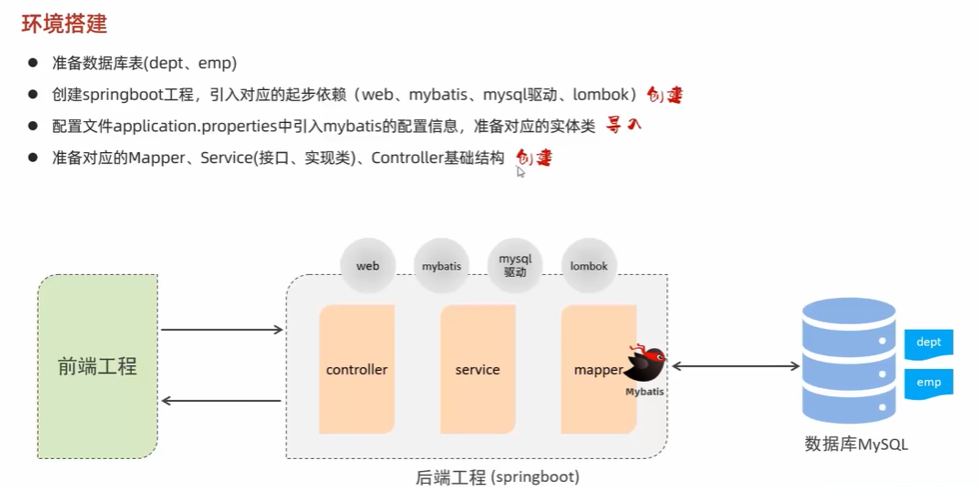 环境搭建
准备数据库表(dept、emp)
创建springboot工程，引入对应的起步依赖（web、mybatis、mysql驱动、lombok） 创建
配置文件application.properties中引入mybatis的配置信息，准备对应的实体类 导入
准备对应的Mapper、Service(接口、实现类)、Controller基础结构 创建
web
mybatis
mysql
驱动
lombok
前端工程
controller
service
mapper
Mybatis
dept
emp
数据库MySQL
后端工程 (springboot)